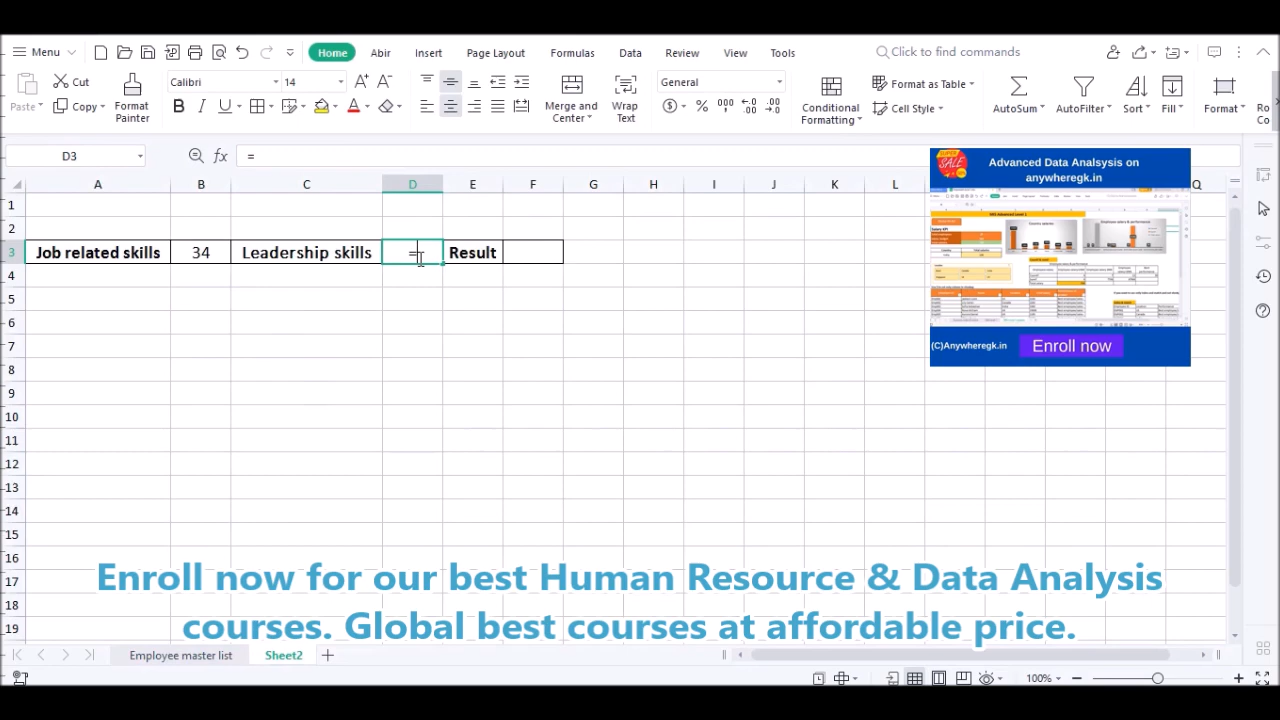 Menu
Home
Abir
Insert
Page Layout
Formulas
Data
Review
View
Tools
Click to find commands
Paste
Cut
Copy
Format
Painter
Calibri
14
B I U A
Merge and
Center
Wrap
Text
General
Conditional
Formatting
Format as Table
Cell Style
AutoSum
AutoFilter
Sort
Fill
Format
Ro
Co
D3
fx
=
A B C D E F G H I J K L Q
1
2
3 Job related skills 34 Leadership skills = Result
4
5
6
7
8
9
10
11
12
13
14
15
16
17
18
19
SUPER
SALE
Advanced Data Analsysis on
anywheregk.in
(C)Anywheregk.in
Enroll now
Enroll now for our best Human Resource & Data Analysis
courses. Global best courses at affordable price.
Employee master list
Sheet2
100%